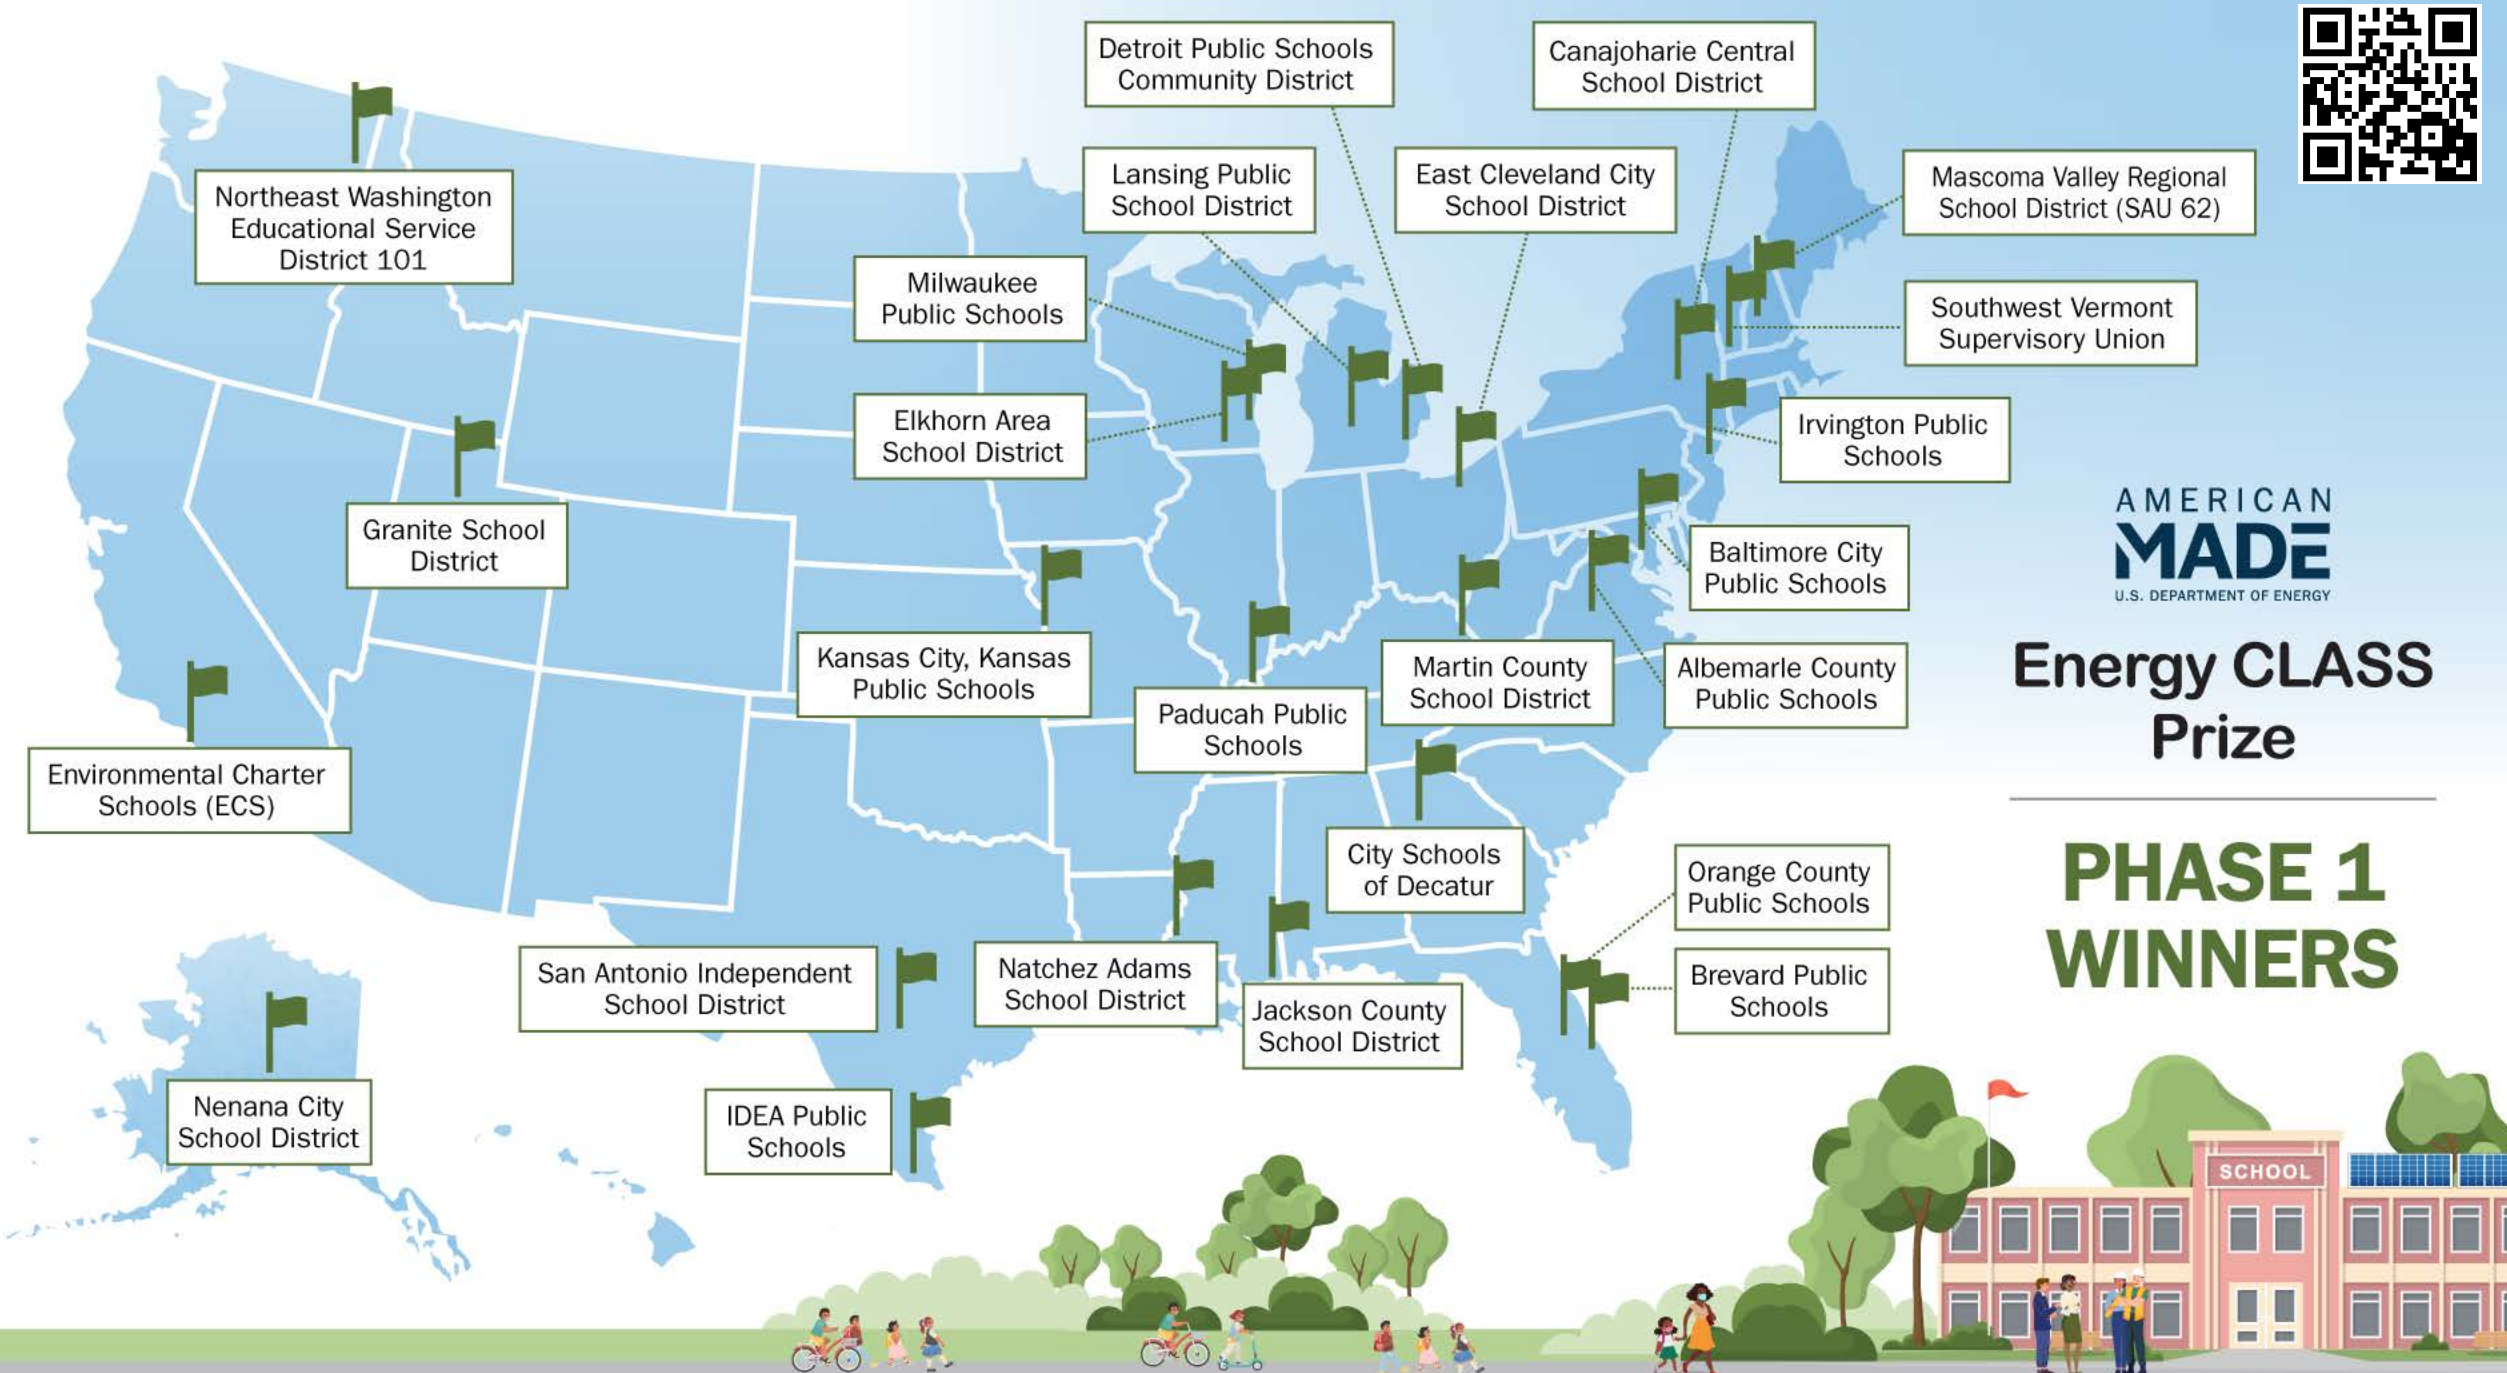 Detroit Public Schools
Community District
Canajoharie Central
School District
Northeast Washington
Educational Service
District 101
Lansing Public
School District
East Cleveland City
School District
Mascoma Valley Regional
School District (SAU 62)
Milwaukee
Public Schools
Southwest Vermont
Supervisory Union
Elkhorn Area
School District
Irvington Public
Schools
Granite School
District
Baltimore City
Public Schools
Kansas City, Kansas
Public Schools
Martin County
School District
Albemarle County
Public Schools
Paducah Public
Schools
Environmental Charter
Schools (ECS)
City Schools
of Decatur
Orange County
Public Schools
San Antonio Independent
School District
Natchez Adams
School District
Brevard Public
Schools
Jackson County
School District
Nenana City
School District
IDEA Public
Schools
AMERICAN
MADE
U.S. DEPARTMENT OF ENERGY
Energy CLASS
Prize
PHASE 1
WINNERS
SCHOOL